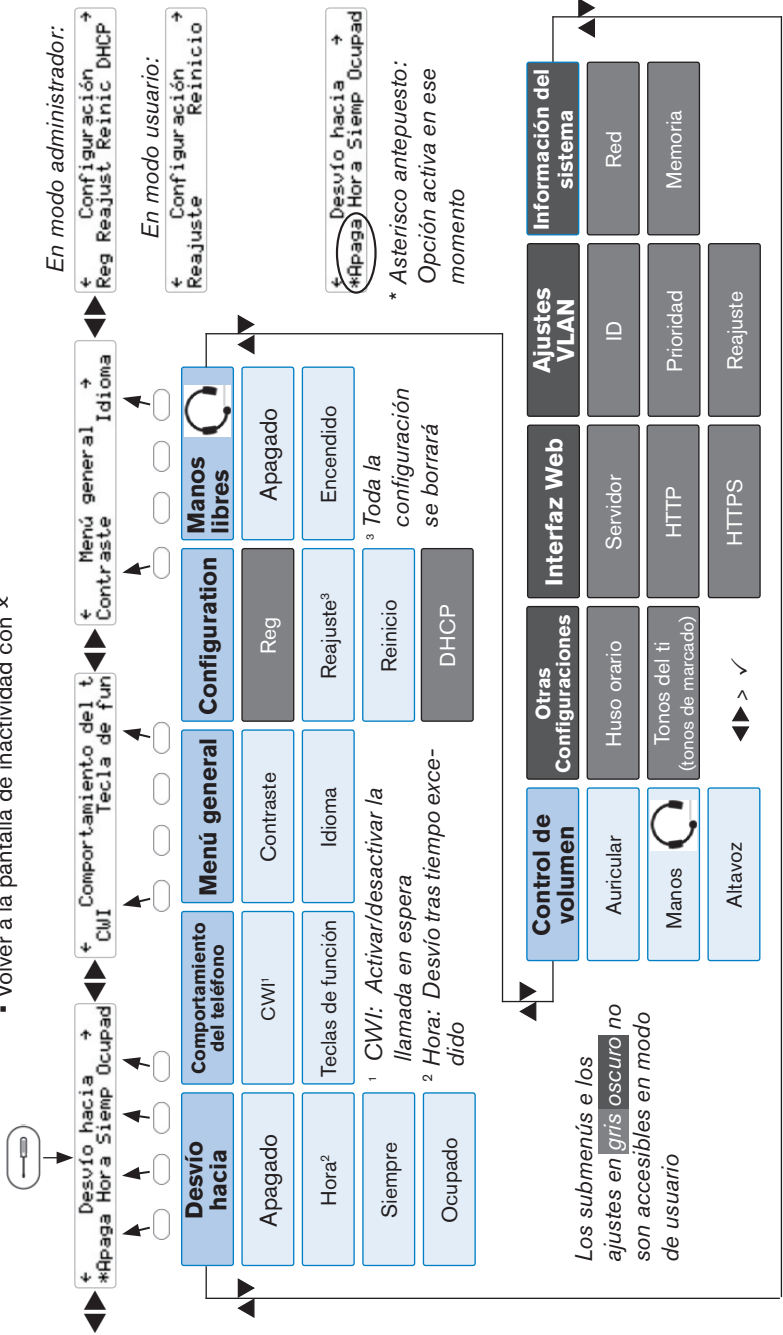 ▪ Volver a la pantalla de inactividad con x
← Desvío hacia →
*Apaga Hora Siemp Ocupad
← Comportamiento del t
CWI Tecla de fun
← Menú general →
Contraste Idioma
En modo administrador:
← Configuración →
Reg Reajust Reinic DHCP
En modo usuario:
← Configuración →
Reajuste Reinicio
← Desvío hacia →
*Apaga Hora Siemp Ocupad
* Asterisco antepuesto:
Opción activa en ese
momento
Desvío
hacia
Apagado
Hora²
Siempre
Ocupado
Comportamiento
del teléfono
CWI¹
Teclas de función
¹ CWI: Activar/desactivar la
llamada en espera
² Hora: Desvío tras tiempo exce-
dido
Menú general
Contraste
Idioma
Configuration
Reg
Reajuste³
Reinicio
DHCP
Manos
libres
Apagado
Encendido
³ Toda la
configuración
se borrará
Los submenús e los
ajustes en gris oscuro no
son accesibles en modo
de usuario
Control de
volumen
Auricular
Manos
Altavoz
Otras
Configuraciones
Huso orario
Tonos del ti
(tonos de marcado)
◀▶ > ✓
Interfaz Web
Servidor
HTTP
HTTPS
Ajustes
VLAN
ID
Prioridad
Reajuste
Información del
sistema
Red
Memoria